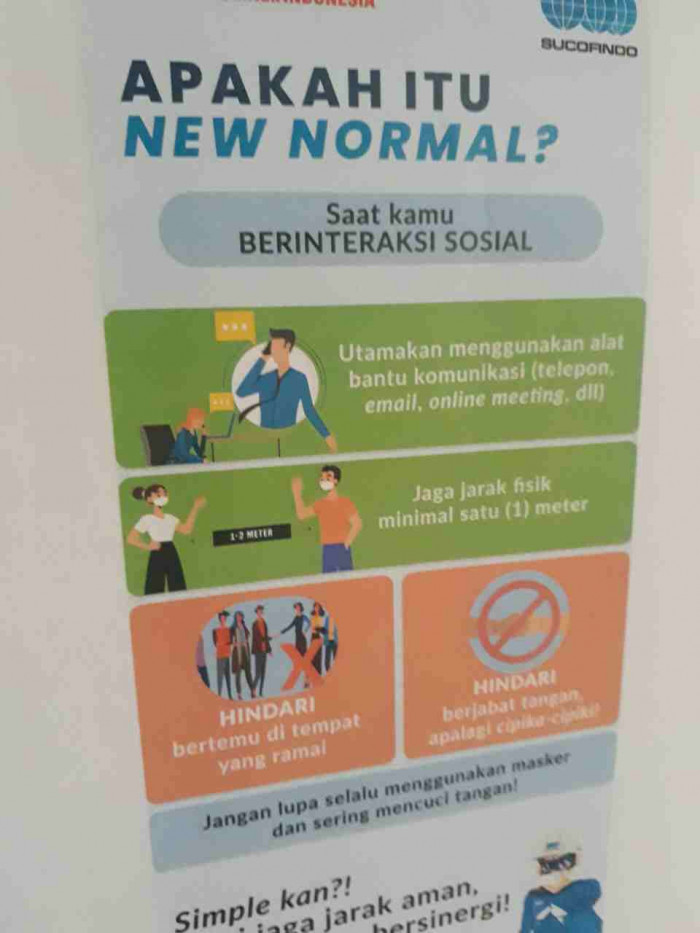 INDONESIA
SUCOFINDO
APAKAH ITU
NEW NORMAL?
Saat kamu
BERINTERAKSI SOSIAL
Utamakan menggunakan alat
bantu komunikasi (telepon,
email, online meeting, dll)
Jaga jarak fisik
minimal satu (1) meter
1-2 METER
HINDARI
bertemu di tempat
yang ramai
HINDARI
berjabat tangan,
apalagi cipika-cipiki!
Jangan lupa selalu menggunakan masker
dan sering mencuci tangan!
Simple kan?!
jaga jarak aman,
bersinergi!